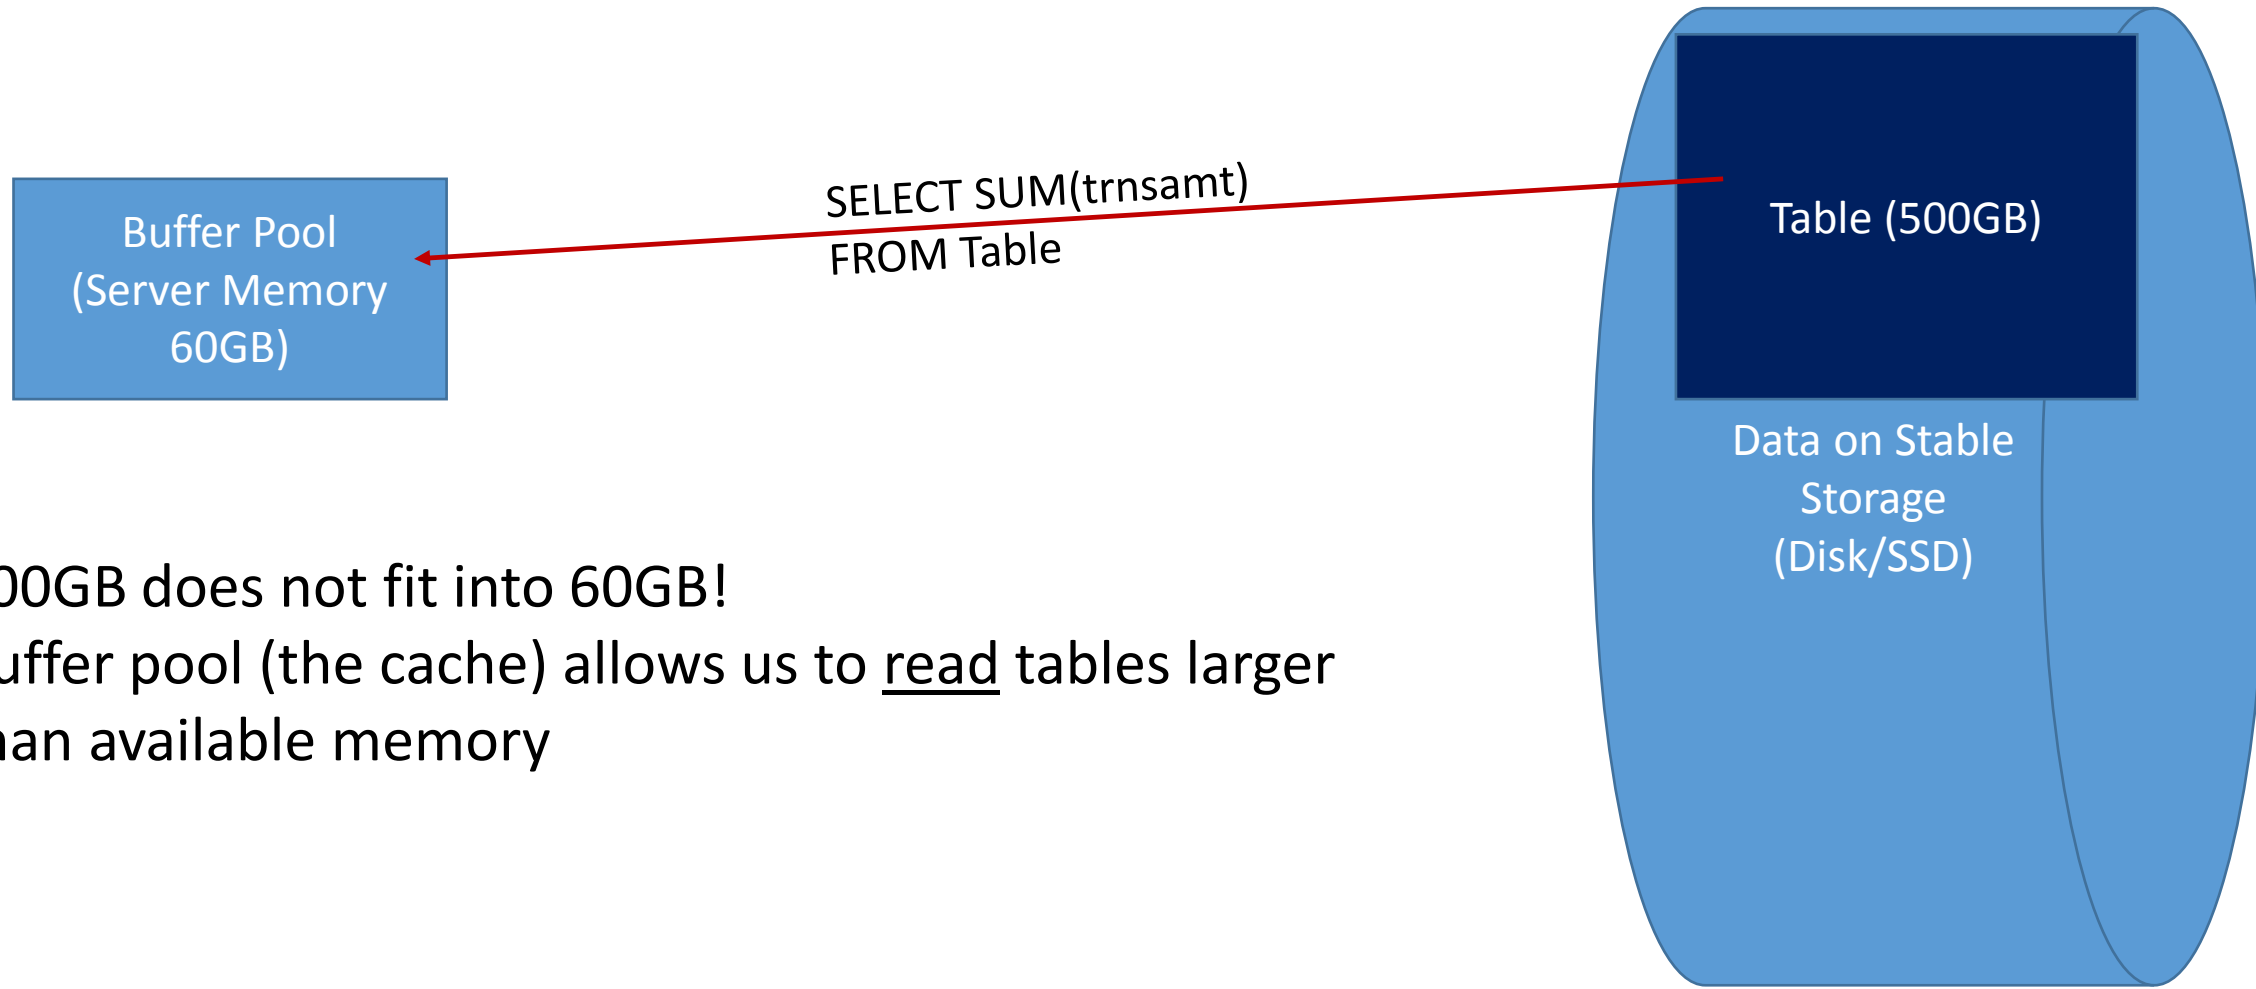 Buffer Pool
(Server Memory
60GB)
SELECT SUM(trnsamt)
FROM Table
Table (500GB)
Data on Stable
Storage
(Disk/SSD)
00GB does not fit into 60GB!
uffer pool (the cache) allows us to read tables larger
an available memory